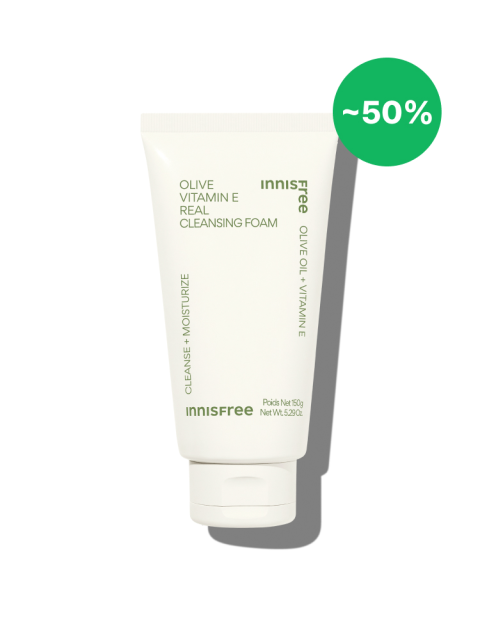 ~50%
OLIVE
VITAMIN E
REAL
CLEANSING FOAM
innisfree
OLIVE OIL + VITAMIN E
CLEANSE + MOISTURIZE
innisfree
Poids Net 150g
Net Wt. 5.29 Oz.